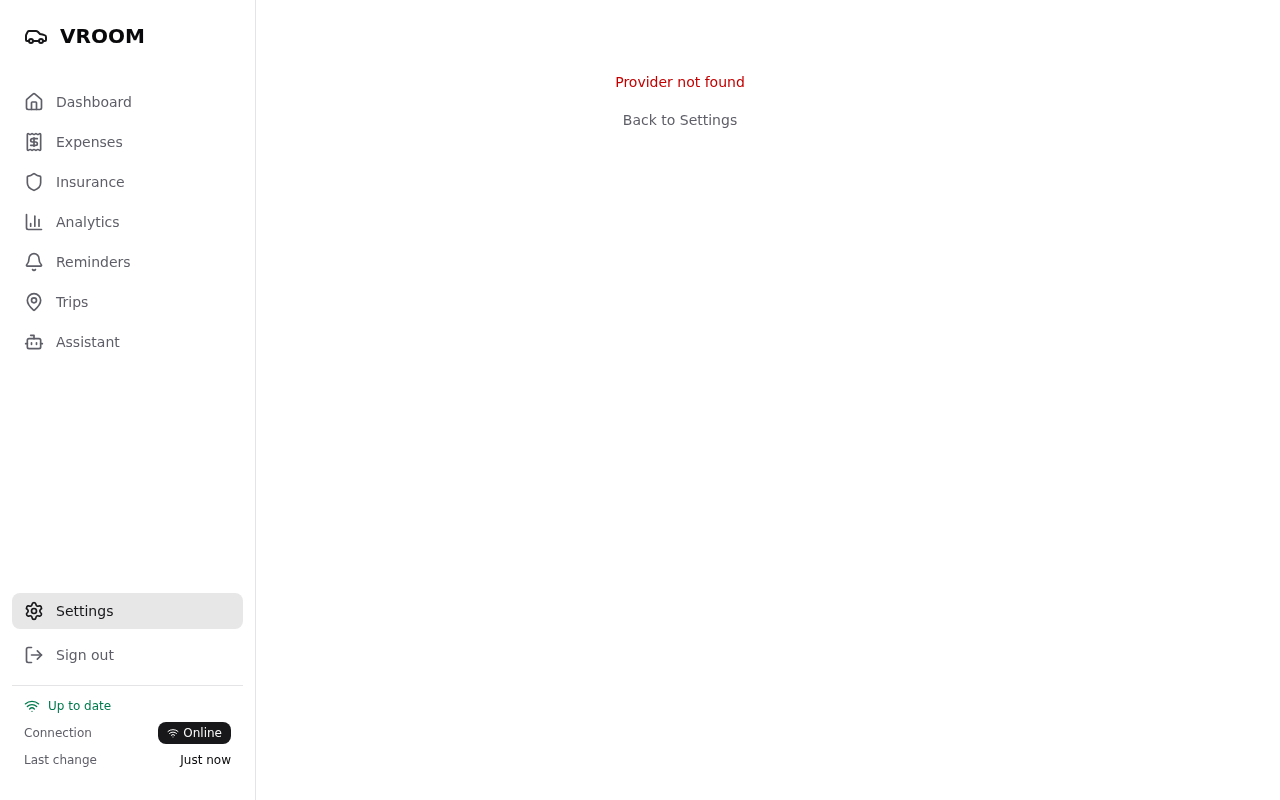 VROOM
Dashboard
Expenses
Insurance
Analytics
Reminders
Trips
Assistant
Settings
Sign out
Up to date
Connection
Online
Last change
Just now
Provider not found
Back to Settings